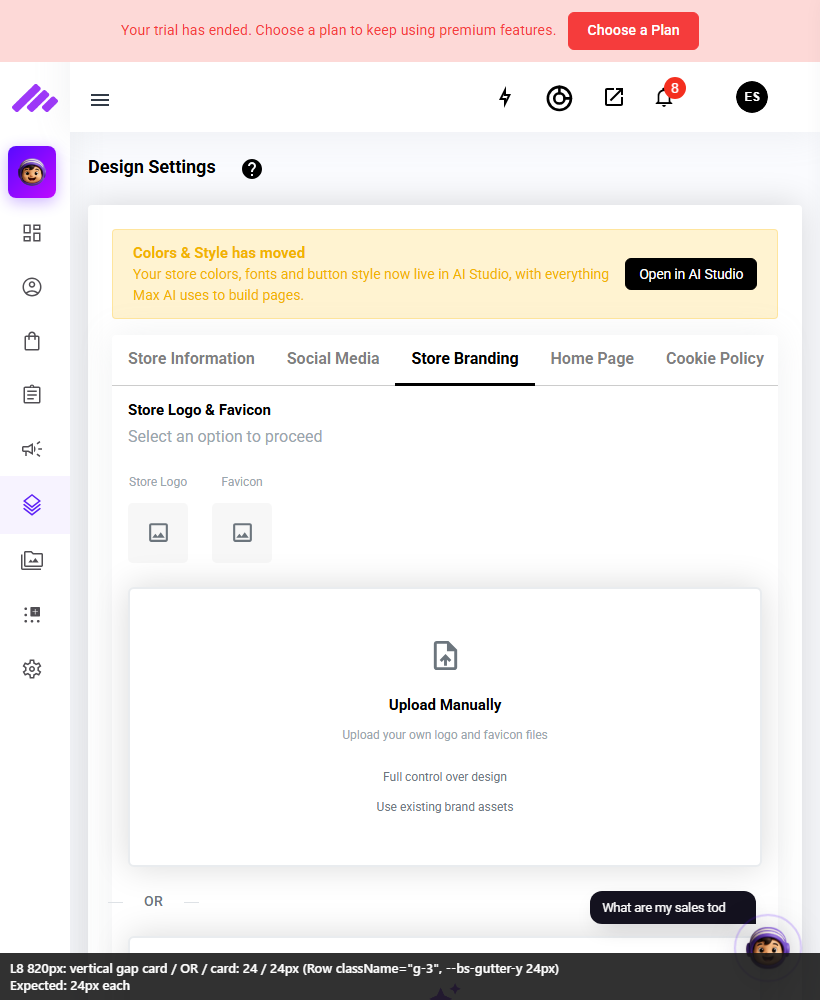 Your trial has ended. Choose a plan to keep using premium features.
Choose a Plan
8
ES
Design Settings
?
Colors & Style has moved
Your store colors, fonts and button style now live in AI Studio, with everything
Max AI uses to build pages.
Open in AI Studio
Store Information
Social Media
Store Branding
Home Page
Cookie Policy
Store Logo & Favicon
Select an option to proceed
Store Logo
Favicon
Upload Manually
Upload your own logo and favicon files
Full control over design
Use existing brand assets
OR
What are my sales tod
L8 820px: vertical gap card / OR / card: 24 / 24px (Row className="g-3", --bs-gutter-y 24px)
Expected: 24px each